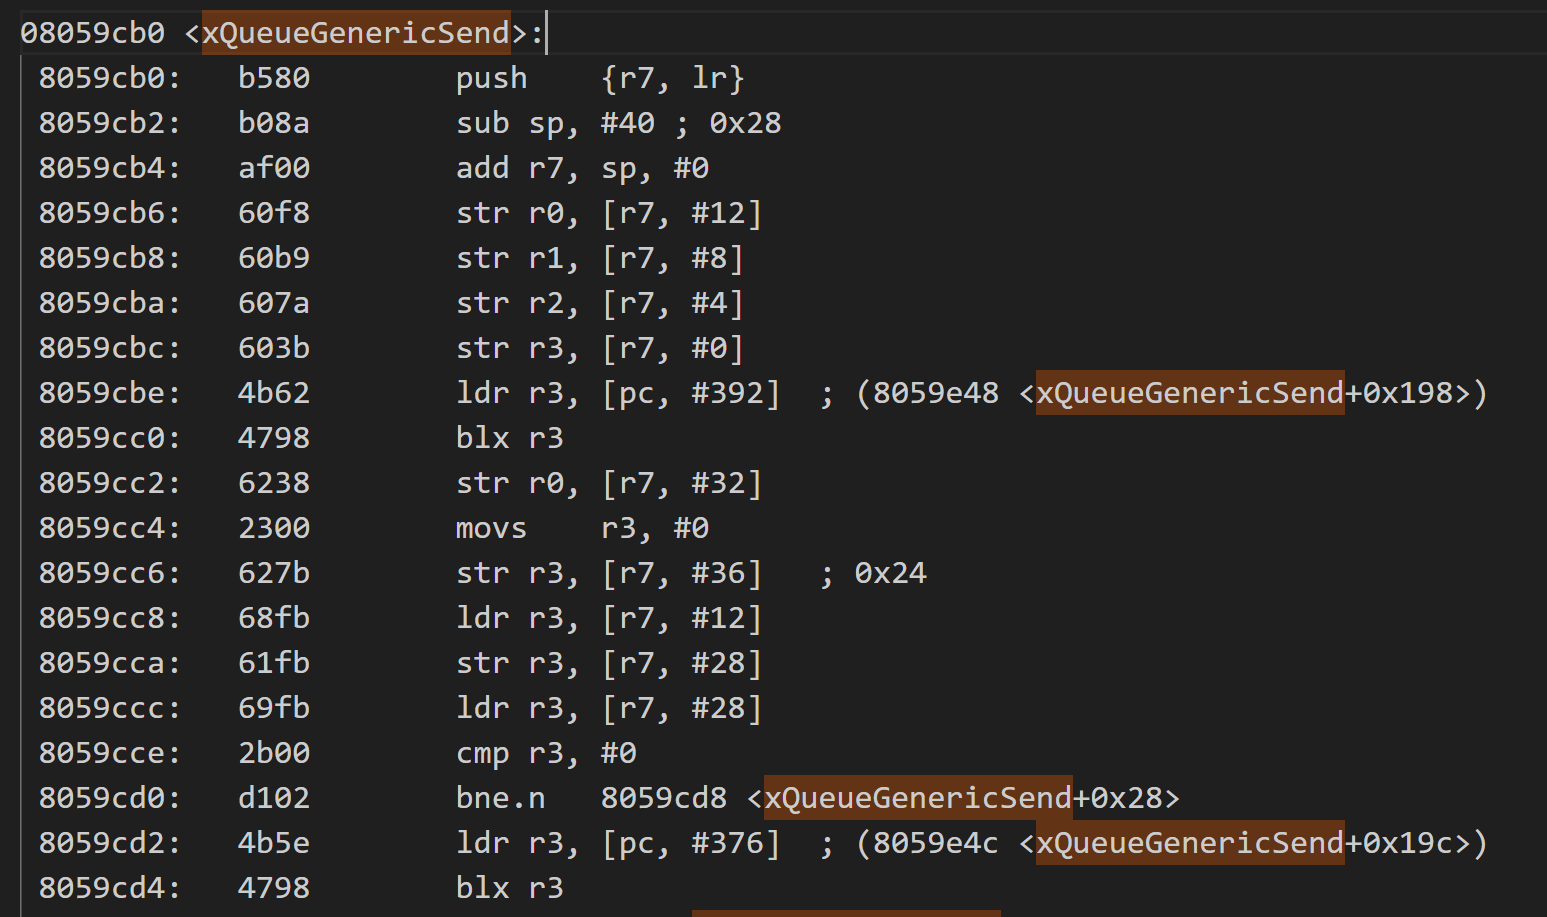 08059cb0 <xQueueGenericSend>:
8059cb0: b580 push {r7, lr}
8059cb2: b08a sub sp, #40 ; 0x28
8059cb4: af00 add r7, sp, #0
8059cb6: 60f8 str r0, [r7, #12]
8059cb8: 60b9 str r1, [r7, #8]
8059cba: 607a str r2, [r7, #4]
8059cbc: 603b str r3, [r7, #0]
8059cbe: 4b62 ldr r3, [pc, #392] ; (8059e48 <xQueueGenericSend+0x198>)
8059cc0: 4798 blx r3
8059cc2: 6238 str r0, [r7, #32]
8059cc4: 2300 movs r3, #0
8059cc6: 627b str r3, [r7, #36] ; 0x24
8059cc8: 68fb ldr r3, [r7, #12]
8059cca: 61fb str r3, [r7, #28]
8059ccc: 69fb ldr r3, [r7, #28]
8059cce: 2b00 cmp r3, #0
8059cd0: d102 bne.n 8059cd8 <xQueueGenericSend+0x28>
8059cd2: 4b5e ldr r3, [pc, #376] ; (8059e4c <xQueueGenericSend+0x19c>)
8059cd4: 4798 blx r3